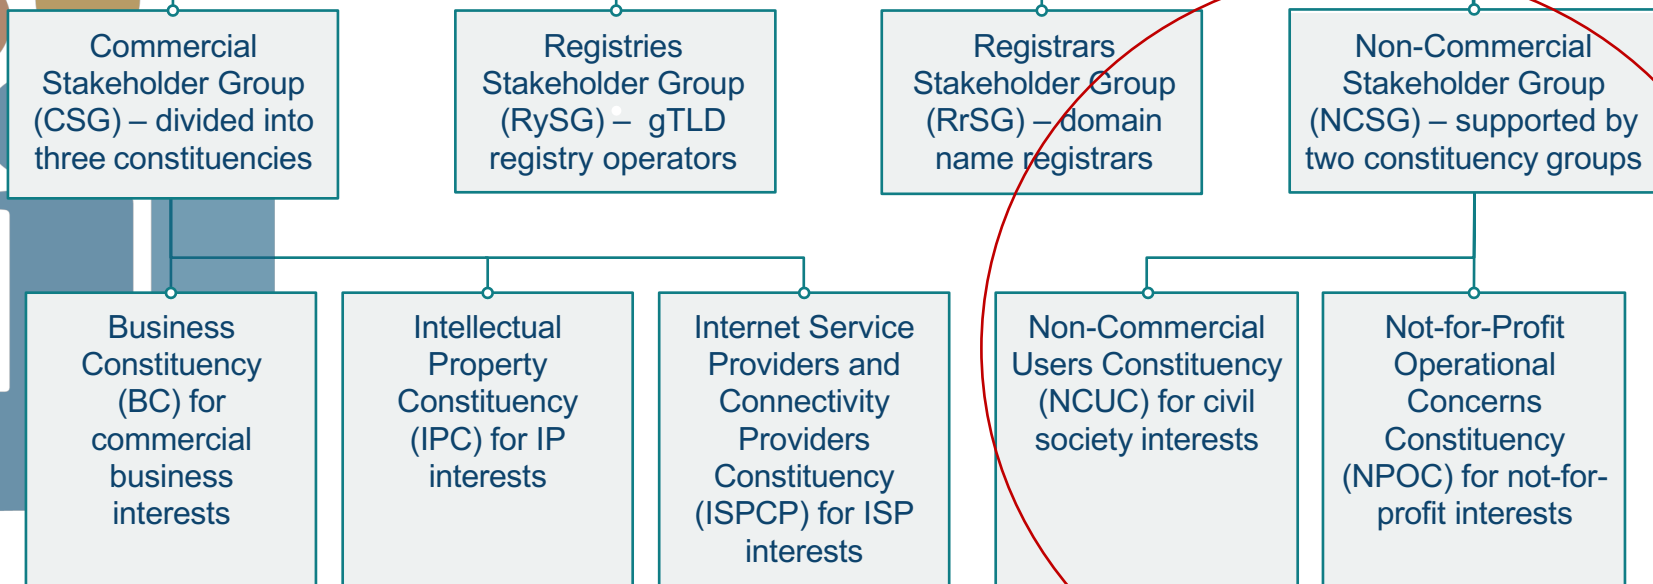 Commercial
Stakeholder Group
(CSG) – divided into
three constituencies
Registries
Stakeholder Group
(RySG) – gTLD
registry operators
Registrars
Stakeholder Group
(RrSG) – domain
name registrars
Non-Commercial
Stakeholder Group
(NCSG) – supported by
two constituency groups
Business
Constituency
(BC) for
commercial
business
interests
Intellectual
Property
Constituency
(IPC) for IP
interests
Internet Service
Providers and
Connectivity
Providers
Constituency
(ISPCP) for ISP
interests
Non-Commercial
Users Constituency
(NCUC) for civil
society interests
Not-for-Profit
Operational
Concerns
Constituency
(NPOC) for not-for-
profit interests